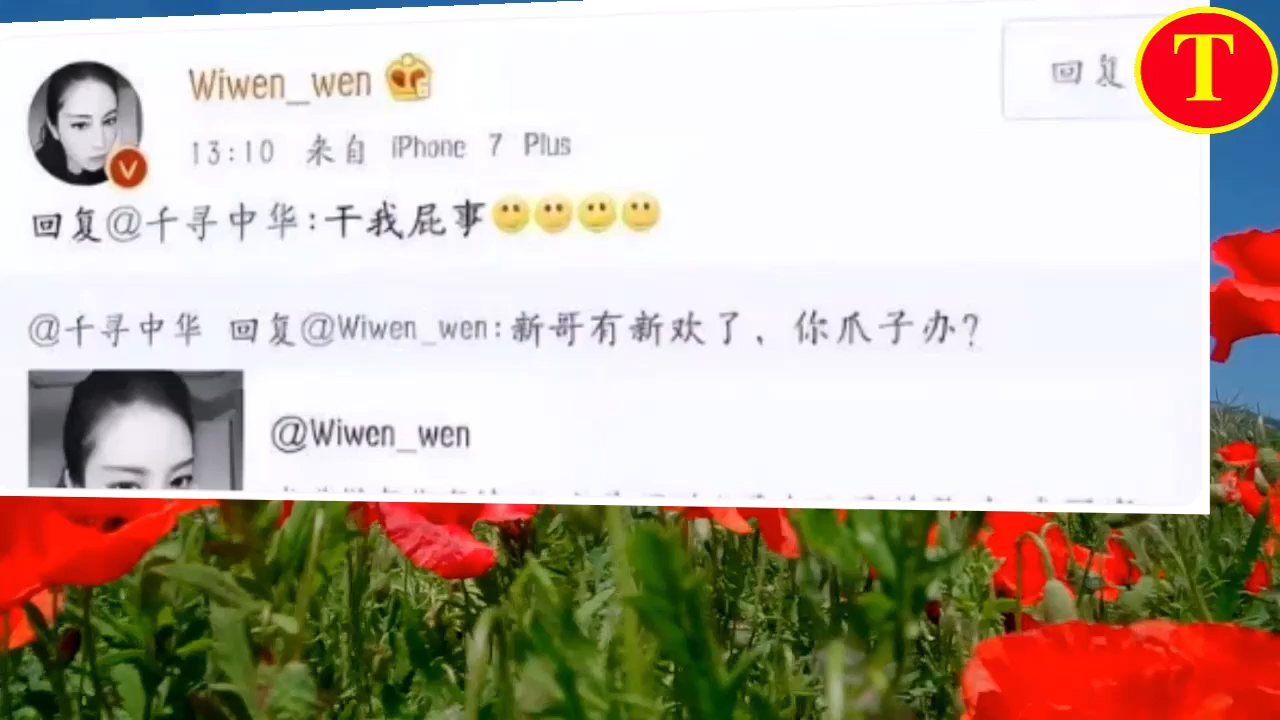 Wiwen_wen
回复
T
13:10 来自 iPhone 7 Plus
回复@千寻中华:干我屁事
@千寻中华 回复@Wiwen_wen:新哥有新欢了、你爪子办?
@Wiwen_wen